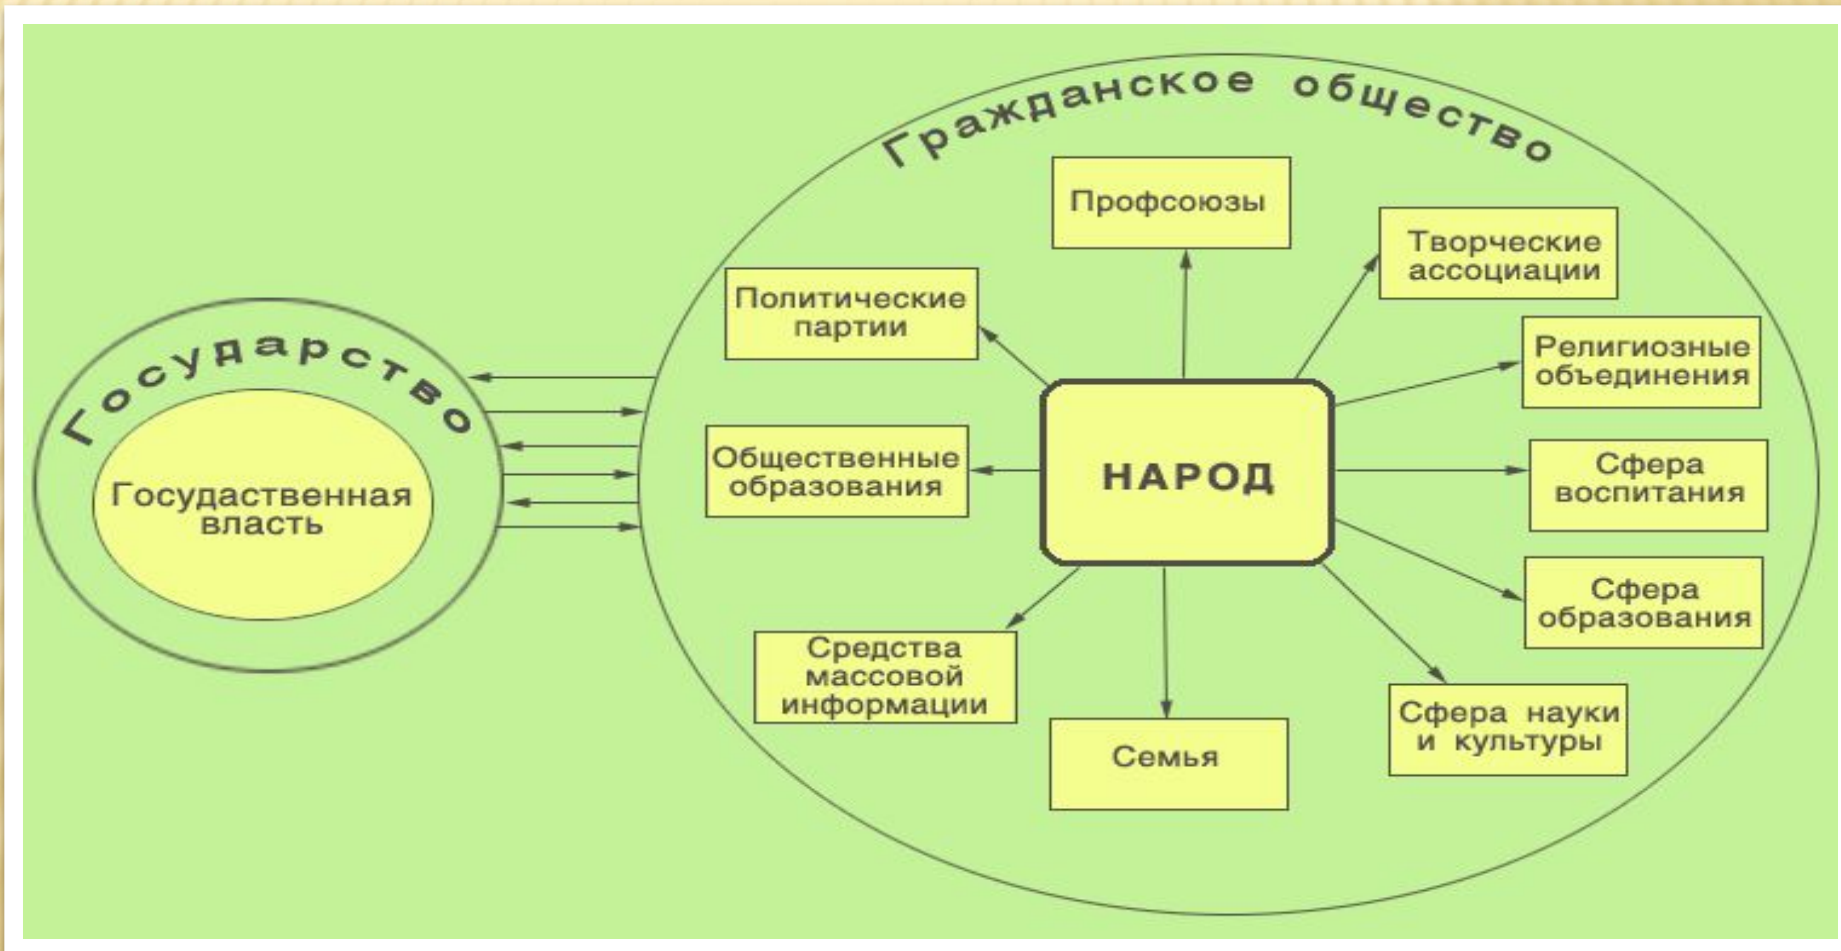 Гражданское общество
Профсоюзы
Творческие
ассоциации
Политические
партии
Религиозные
объединения
Государство
Государственная
власть
Общественные
образования
НАРОД
Сфера
воспитания
Сфера
образования
Средства
массовой
информации
Семья
Сфера науки
и культуры